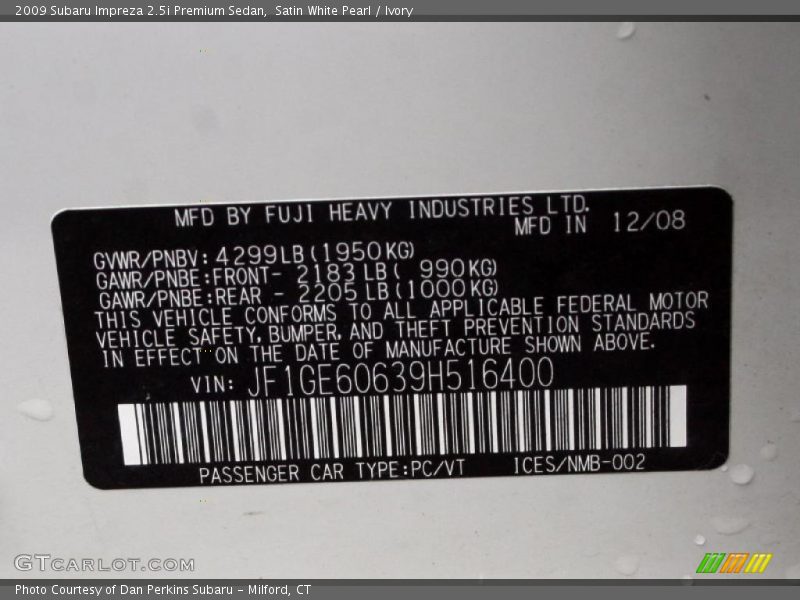 2009 Subaru Impreza 2.5i Premium Sedan,  Satin White Pearl / Ivory
MFD BY FUJI HEAVY INDUSTRIES LTD.
MFD IN 12/08
GVWR/PNBV: 4299LB(1950KG)
GAWR/PNBE:FRONT- 2183LB( 990KG)
GAWR/PNBE:REAR - 2205LB(1000KG)
THIS VEHICLE CONFORMS TO ALL APPLICABLE FEDERAL MOTOR
VEHICLE SAFETY, BUMPER, AND THEFT PREVENTION STANDARDS
IN EFFECT ON THE DATE OF MANUFACTURE SHOWN ABOVE.
VIN: JF1GE60639H516400
PASSENGER CAR TYPE:PC/VT ICES/NMB-002
GTCARLOT.COM
Photo Courtesy of Dan Perkins Subaru - Milford, CT